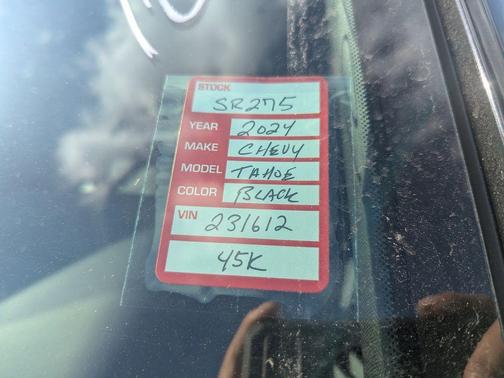 STOCK
SR275
YEAR 2024
MAKE CHEVY
MODEL TAHOE
COLOR BLACK
VIN 231612
45K